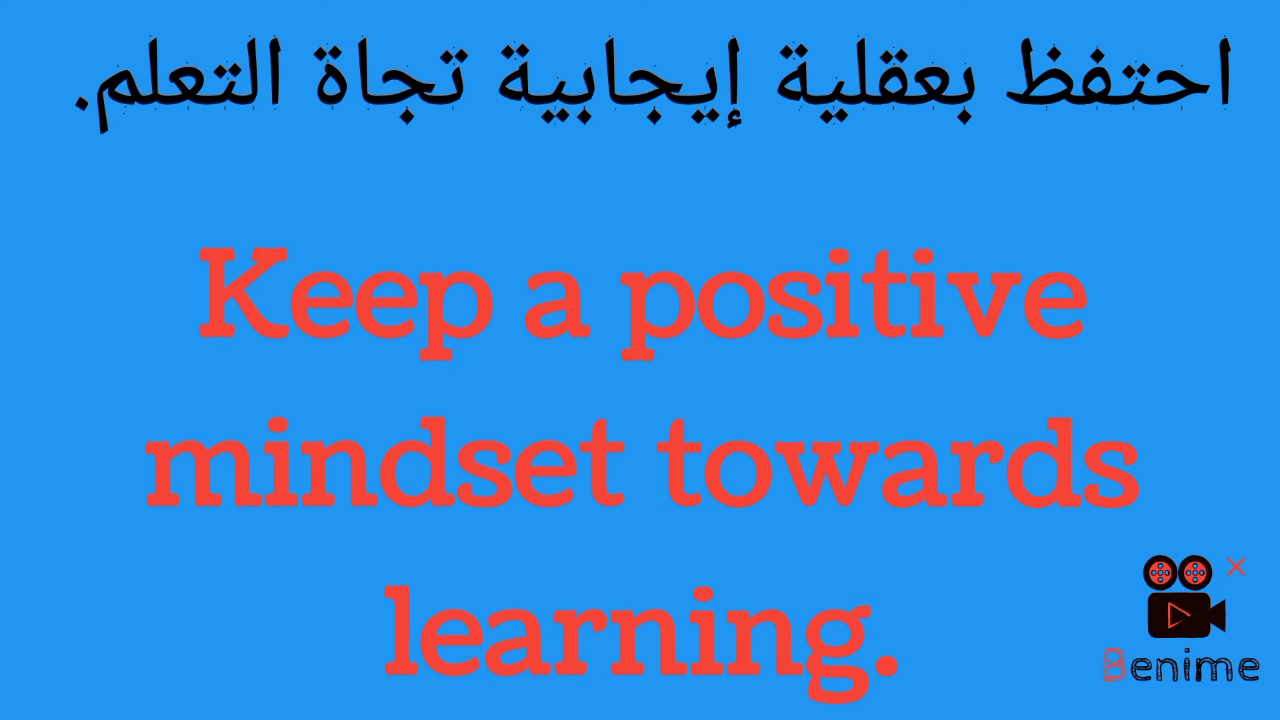 احتفظ بعقلية إيجابية تجاة التعلم.
Keep a positive
mindset towards
learning.
Benime